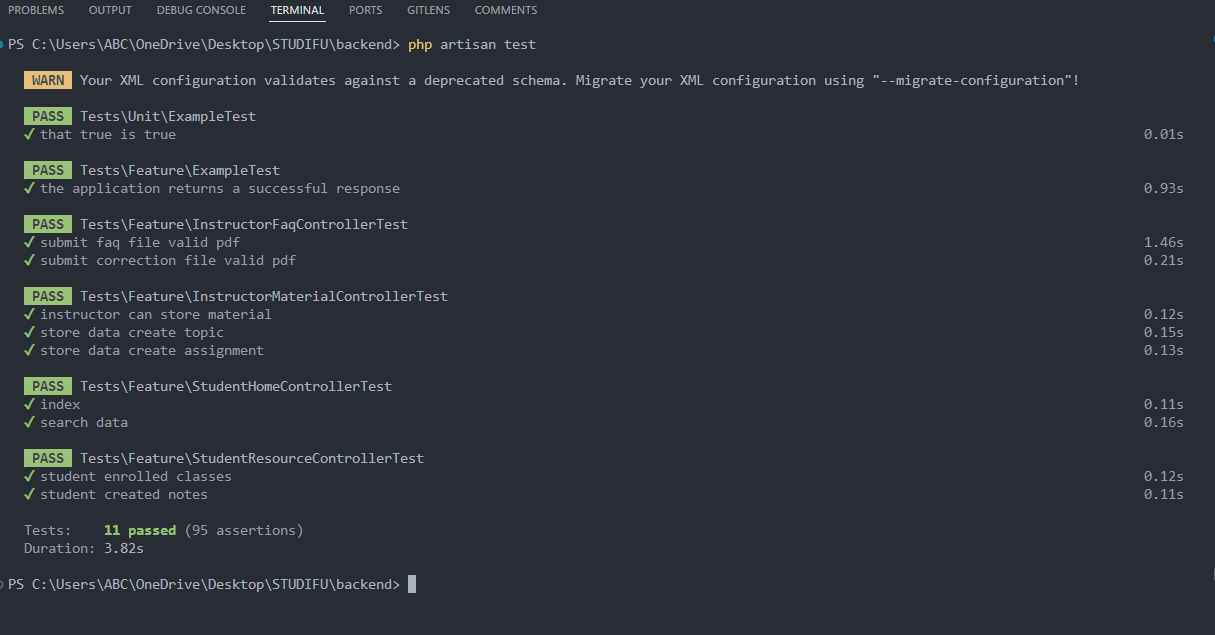 PROBLEMS OUTPUT DEBUG CONSOLE TERMINAL PORTS GITLENS COMMENTS
PS C:\Users\ABC\OneDrive\Desktop\STUDIFU\backend> php artisan test
WARN Your XML configuration validates against a deprecated schema. Migrate your XML configuration using "--migrate-configuration"!
PASS Tests\Unit\ExampleTest
✓ that true is true 0.01s
PASS Tests\Feature\ExampleTest
✓ the application returns a successful response 0.93s
PASS Tests\Feature\InstructorFaqControllerTest
✓ submit faq file valid pdf 1.46s
✓ submit correction file valid pdf 0.21s
PASS Tests\Feature\InstructorMaterialControllerTest
✓ instructor can store material 0.12s
✓ store data create topic 0.15s
✓ store data create assignment 0.13s
PASS Tests\Feature\StudentHomeControllerTest
✓ index 0.11s
✓ search data 0.16s
PASS Tests\Feature\StudentResourceControllerTest
✓ student enrolled classes 0.12s
✓ student created notes 0.11s
Tests: 11 passed (95 assertions)
Duration: 3.82s
PS C:\Users\ABC\OneDrive\Desktop\STUDIFU\backend>